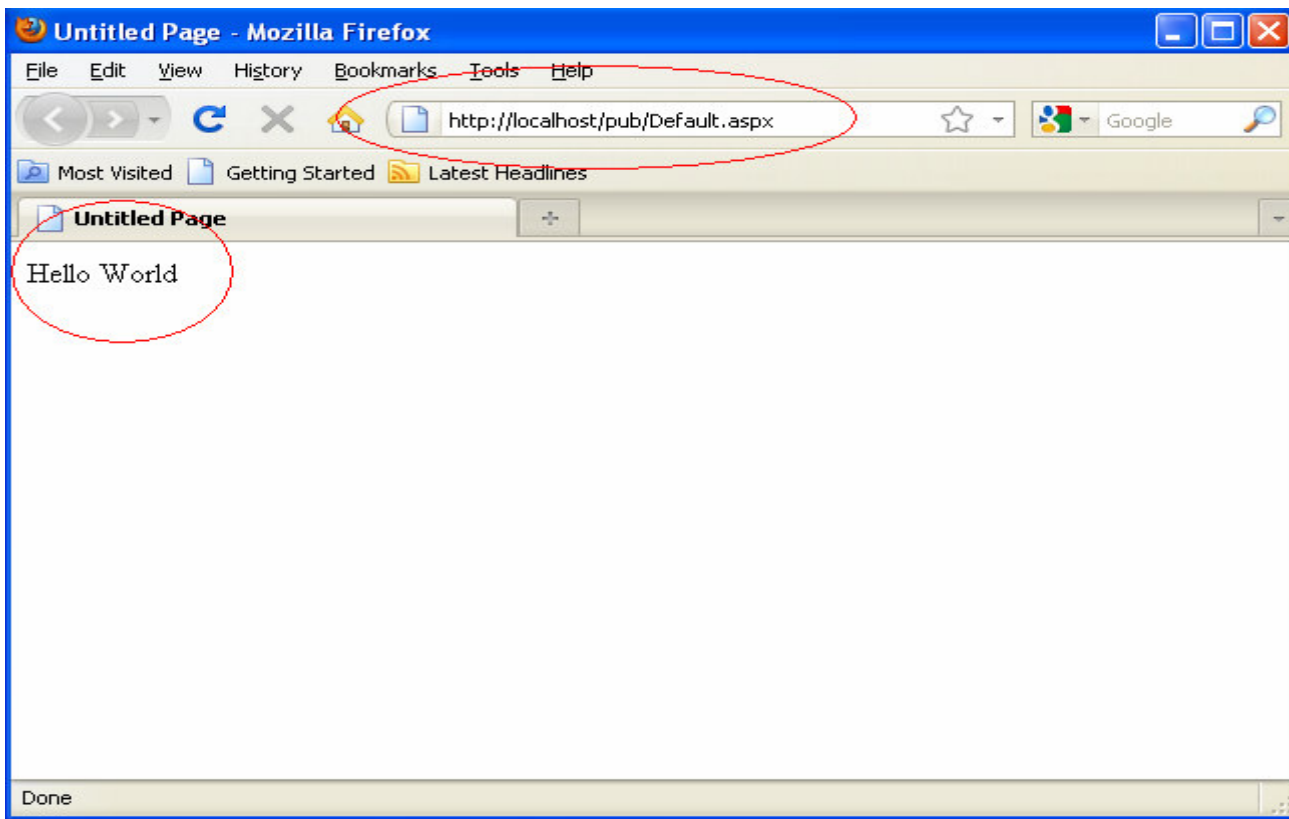 Untitled Page - Mozilla Firefox
File Edit View History Bookmarks Tools Help
http://localhost/pub/Default.aspx Google
Most Visited Getting Started Latest Headlines
Untitled Page
Hello World
Done